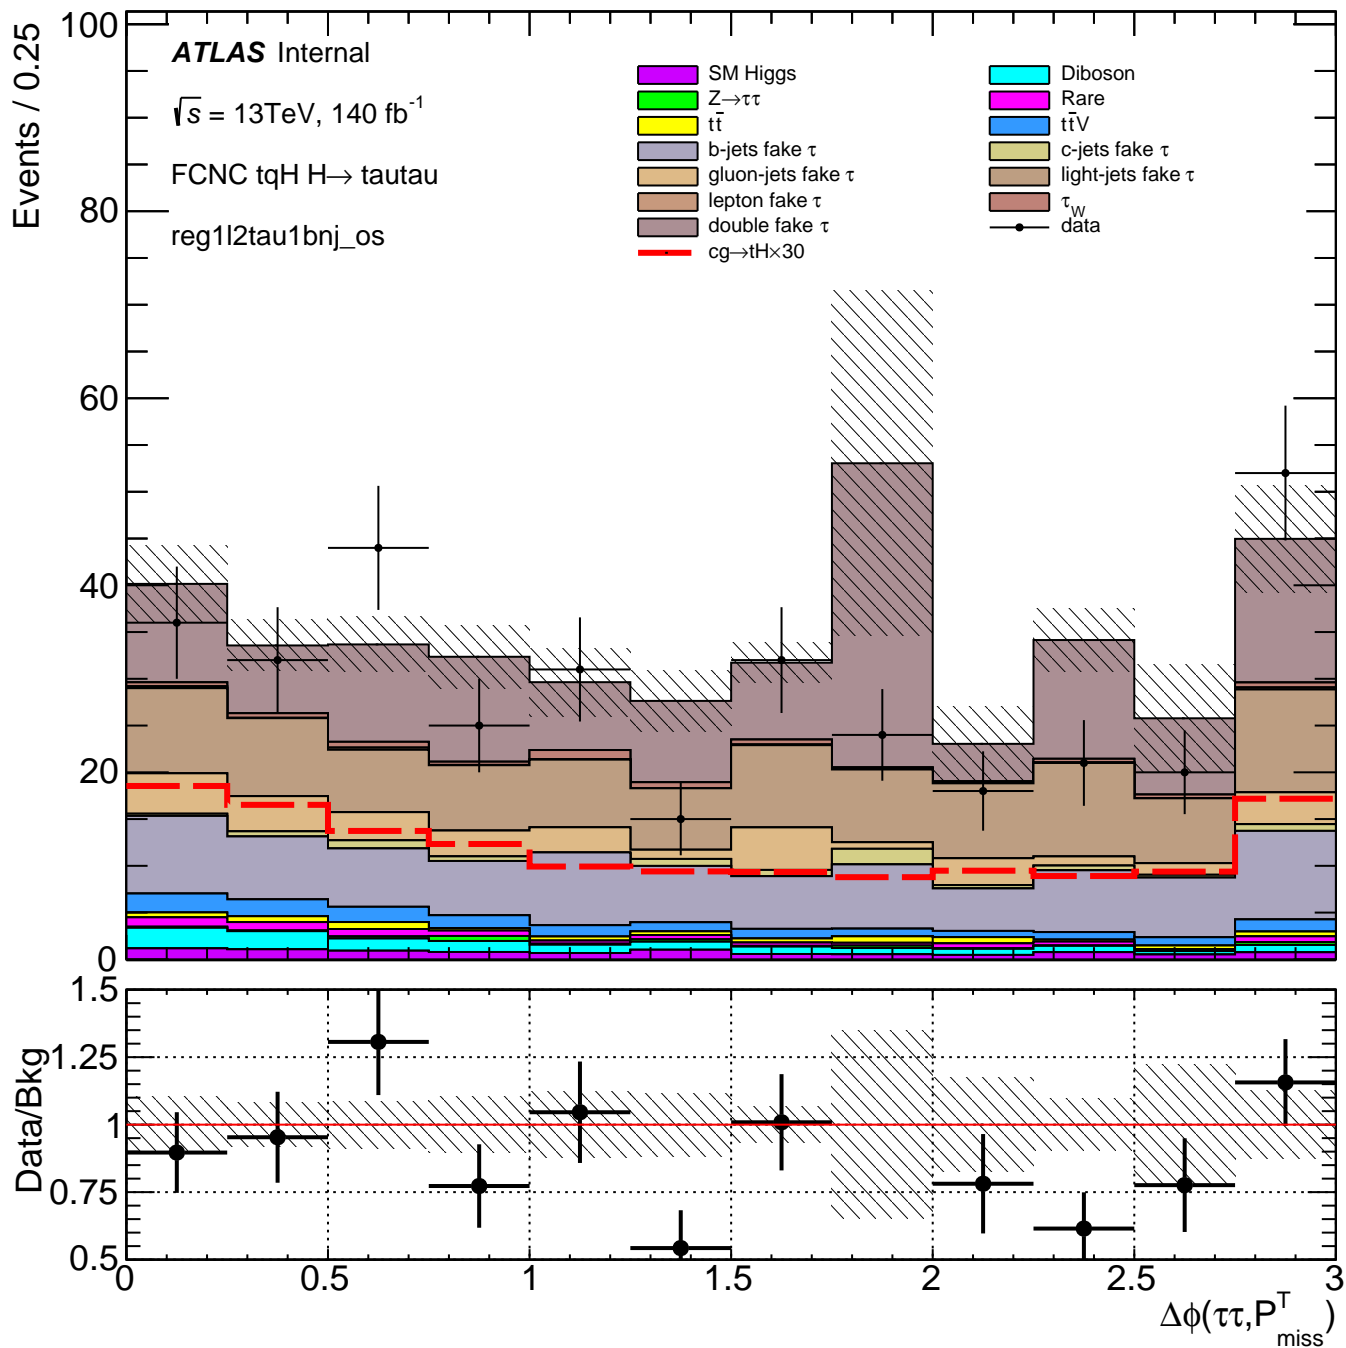 100
80
60
40
20
0
Events / 0.25
ATLAS Internal
√s = 13TeV, 140 fb⁻¹
FCNC tqH H→ tautau
reg1l2tau1bnj_os
SM Higgs
Z→ττ
tt̄
b-jets fake τ
gluon-jets fake τ
lepton fake τ
double fake τ
cg→tH×30
Diboson
Rare
tt̄V
c-jets fake τ
light-jets fake τ
τ_W
data
1.5
1.25
1
0.75
0.5
Data/Bkg
0 0.5 1 1.5 2 2.5 3
Δϕ(ττ,P^T_miss)